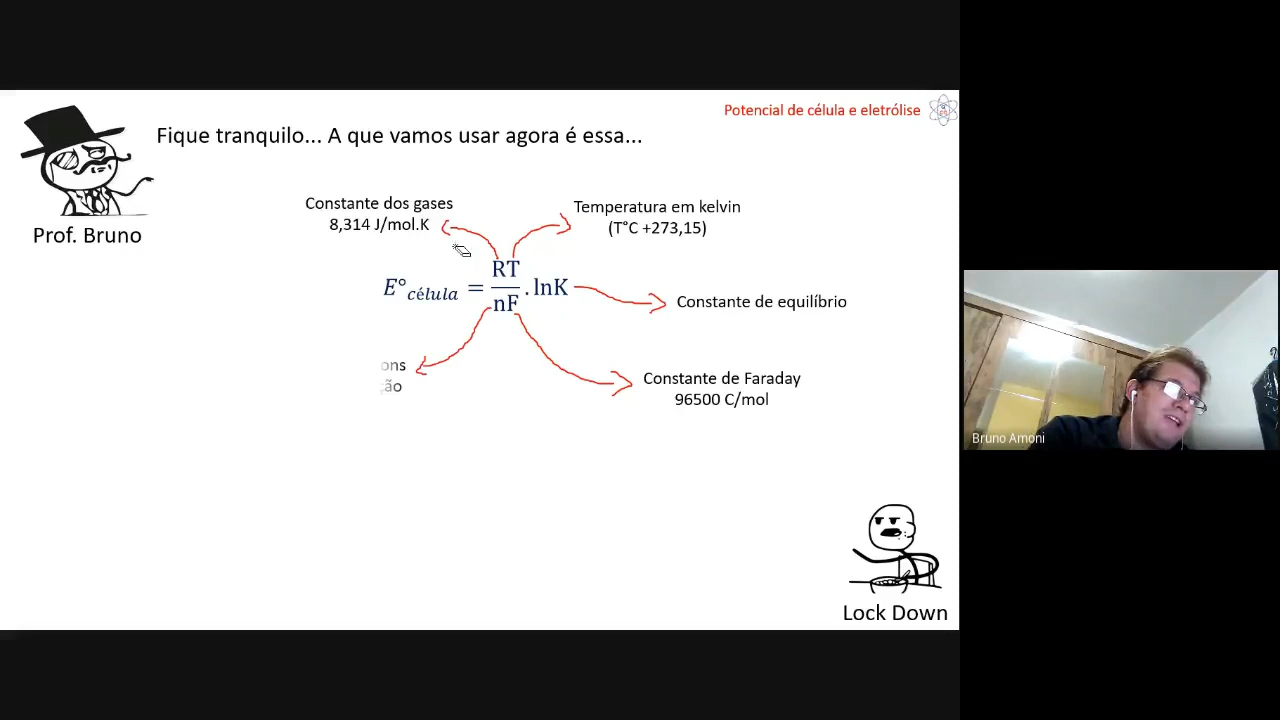 Potencial de célula e eletrólise
Fique tranquilo... A que vamos usar agora é essa...
Prof. Bruno
Constante dos gases
8,314 J/mol.K
Temperatura em kelvin
(T°C +273,15)
E°célula = RT/nF . lnK
Constante de equilíbrio
ons
ção
Constante de Faraday
96500 C/mol
Bruno Amoni
Lock Down